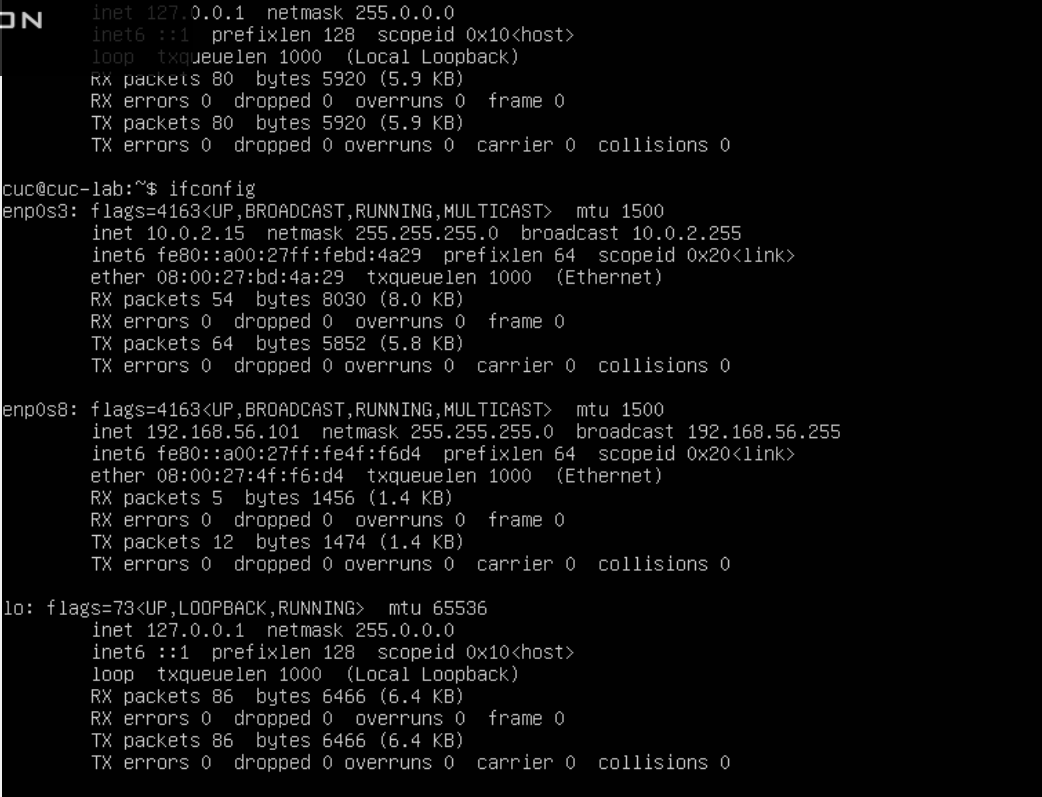 ON
inet 127.0.0.1  netmask 255.0.0.0
inet6 ::1  prefixlen 128  scopeid 0x10<host>
loop  txqueuelen 1000  (Local Loopback)
RX packets 80  bytes 5920 (5.9 KB)
RX errors 0  dropped 0  overruns 0  frame 0
TX packets 80  bytes 5920 (5.9 KB)
TX errors 0  dropped 0 overruns 0  carrier 0  collisions 0
cuc@cuc-lab:~$ ifconfig
enp0s3: flags=4163<UP,BROADCAST,RUNNING,MULTICAST>  mtu 1500
inet 10.0.2.15  netmask 255.255.255.0  broadcast 10.0.2.255
inet6 fe80::a00:27ff:febd:4a29  prefixlen 64  scopeid 0x20<link>
ether 08:00:27:bd:4a:29  txqueuelen 1000  (Ethernet)
RX packets 54  bytes 8030 (8.0 KB)
RX errors 0  dropped 0  overruns 0  frame 0
TX packets 64  bytes 5852 (5.8 KB)
TX errors 0  dropped 0 overruns 0  carrier 0  collisions 0
enp0s8: flags=4163<UP,BROADCAST,RUNNING,MULTICAST>  mtu 1500
inet 192.168.56.101  netmask 255.255.255.0  broadcast 192.168.56.255
inet6 fe80::a00:27ff:fe4f:f6d4  prefixlen 64  scopeid 0x20<link>
ether 08:00:27:4f:f6:d4  txqueuelen 1000  (Ethernet)
RX packets 5  bytes 1456 (1.4 KB)
RX errors 0  dropped 0  overruns 0  frame 0
TX packets 12  bytes 1474 (1.4 KB)
TX errors 0  dropped 0 overruns 0  carrier 0  collisions 0
lo: flags=73<UP,LOOPBACK,RUNNING>  mtu 65536
inet 127.0.0.1  netmask 255.0.0.0
inet6 ::1  prefixlen 128  scopeid 0x10<host>
loop  txqueuelen 1000  (Local Loopback)
RX packets 86  bytes 6466 (6.4 KB)
RX errors 0  dropped 0  overruns 0  frame 0
TX packets 86  bytes 6466 (6.4 KB)
TX errors 0  dropped 0 overruns 0  carrier 0  collisions 0